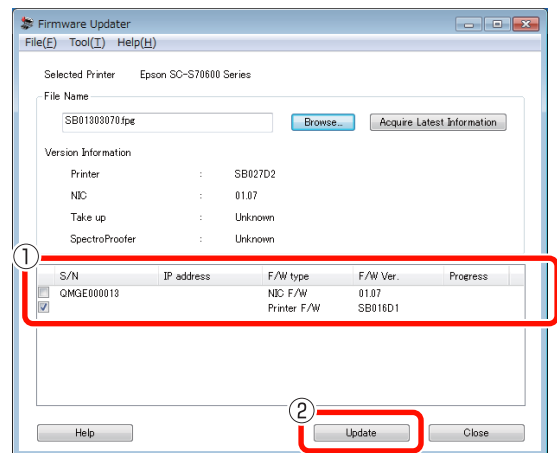 Firmware Updater
File(F) Tool(T) Help(H)
Selected Printer Epson SC-S70600 Series
File Name
SB01303070.fpg Browse... Acquire Latest Information
Version Information
Printer : SB027D2
NIC : 01.07
Take up : Unknown
SpectroProofer : Unknown
①
S/N IP address F/W type F/W Ver. Progress
QMGE000013 NIC F/W 01.07
Printer F/W SB016D1
②
Help Update Close